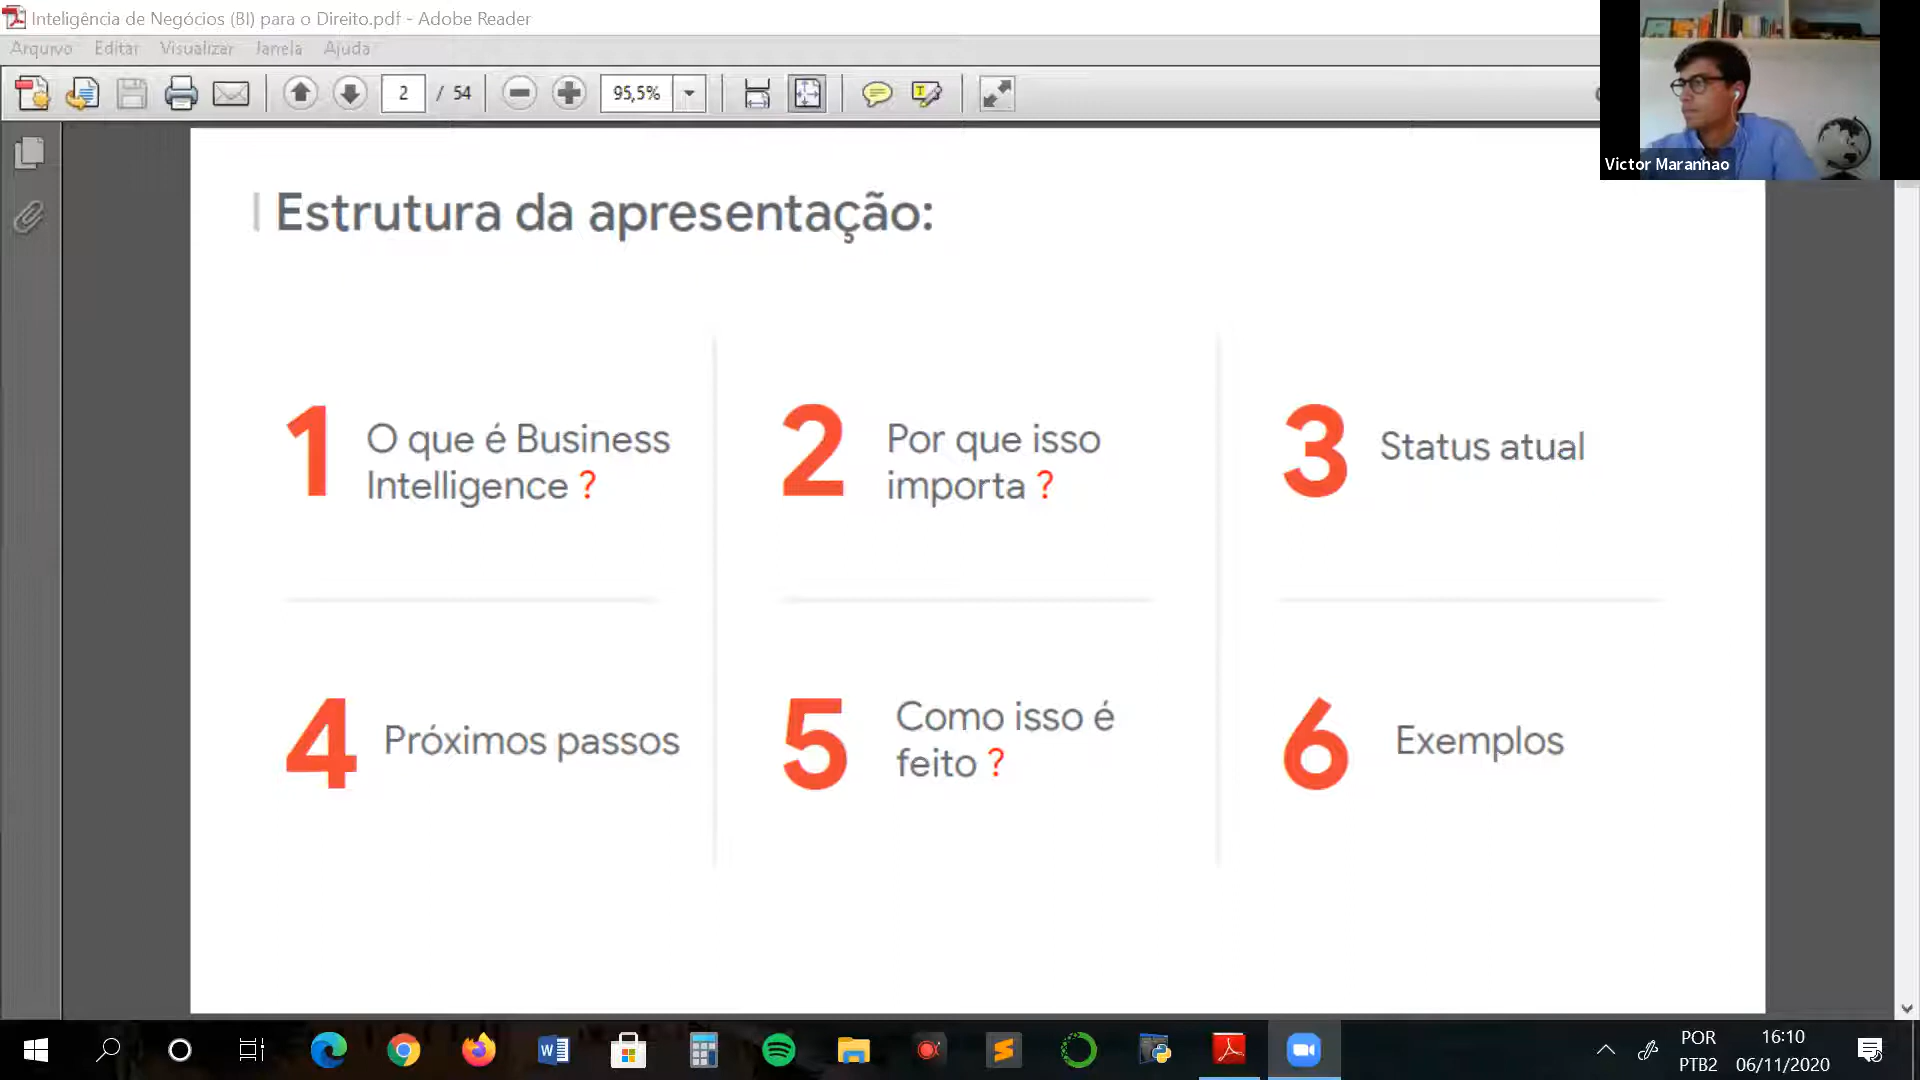 Inteligência de Negócios (BI) para o Direito.pdf - Adobe Reader
Arquivo Editar Visualizar Janela Ajuda
2 / 54
95,5%
Victor Marannao
Estrutura da apresentação:
1 O que é Business
Intelligence ?
2 Por que isso
importa ?
3 Status atual
4 Próximos passos
5 Como isso é
feito ?
6 Exemplos
POR
PTB2
16:10
06/11/2020